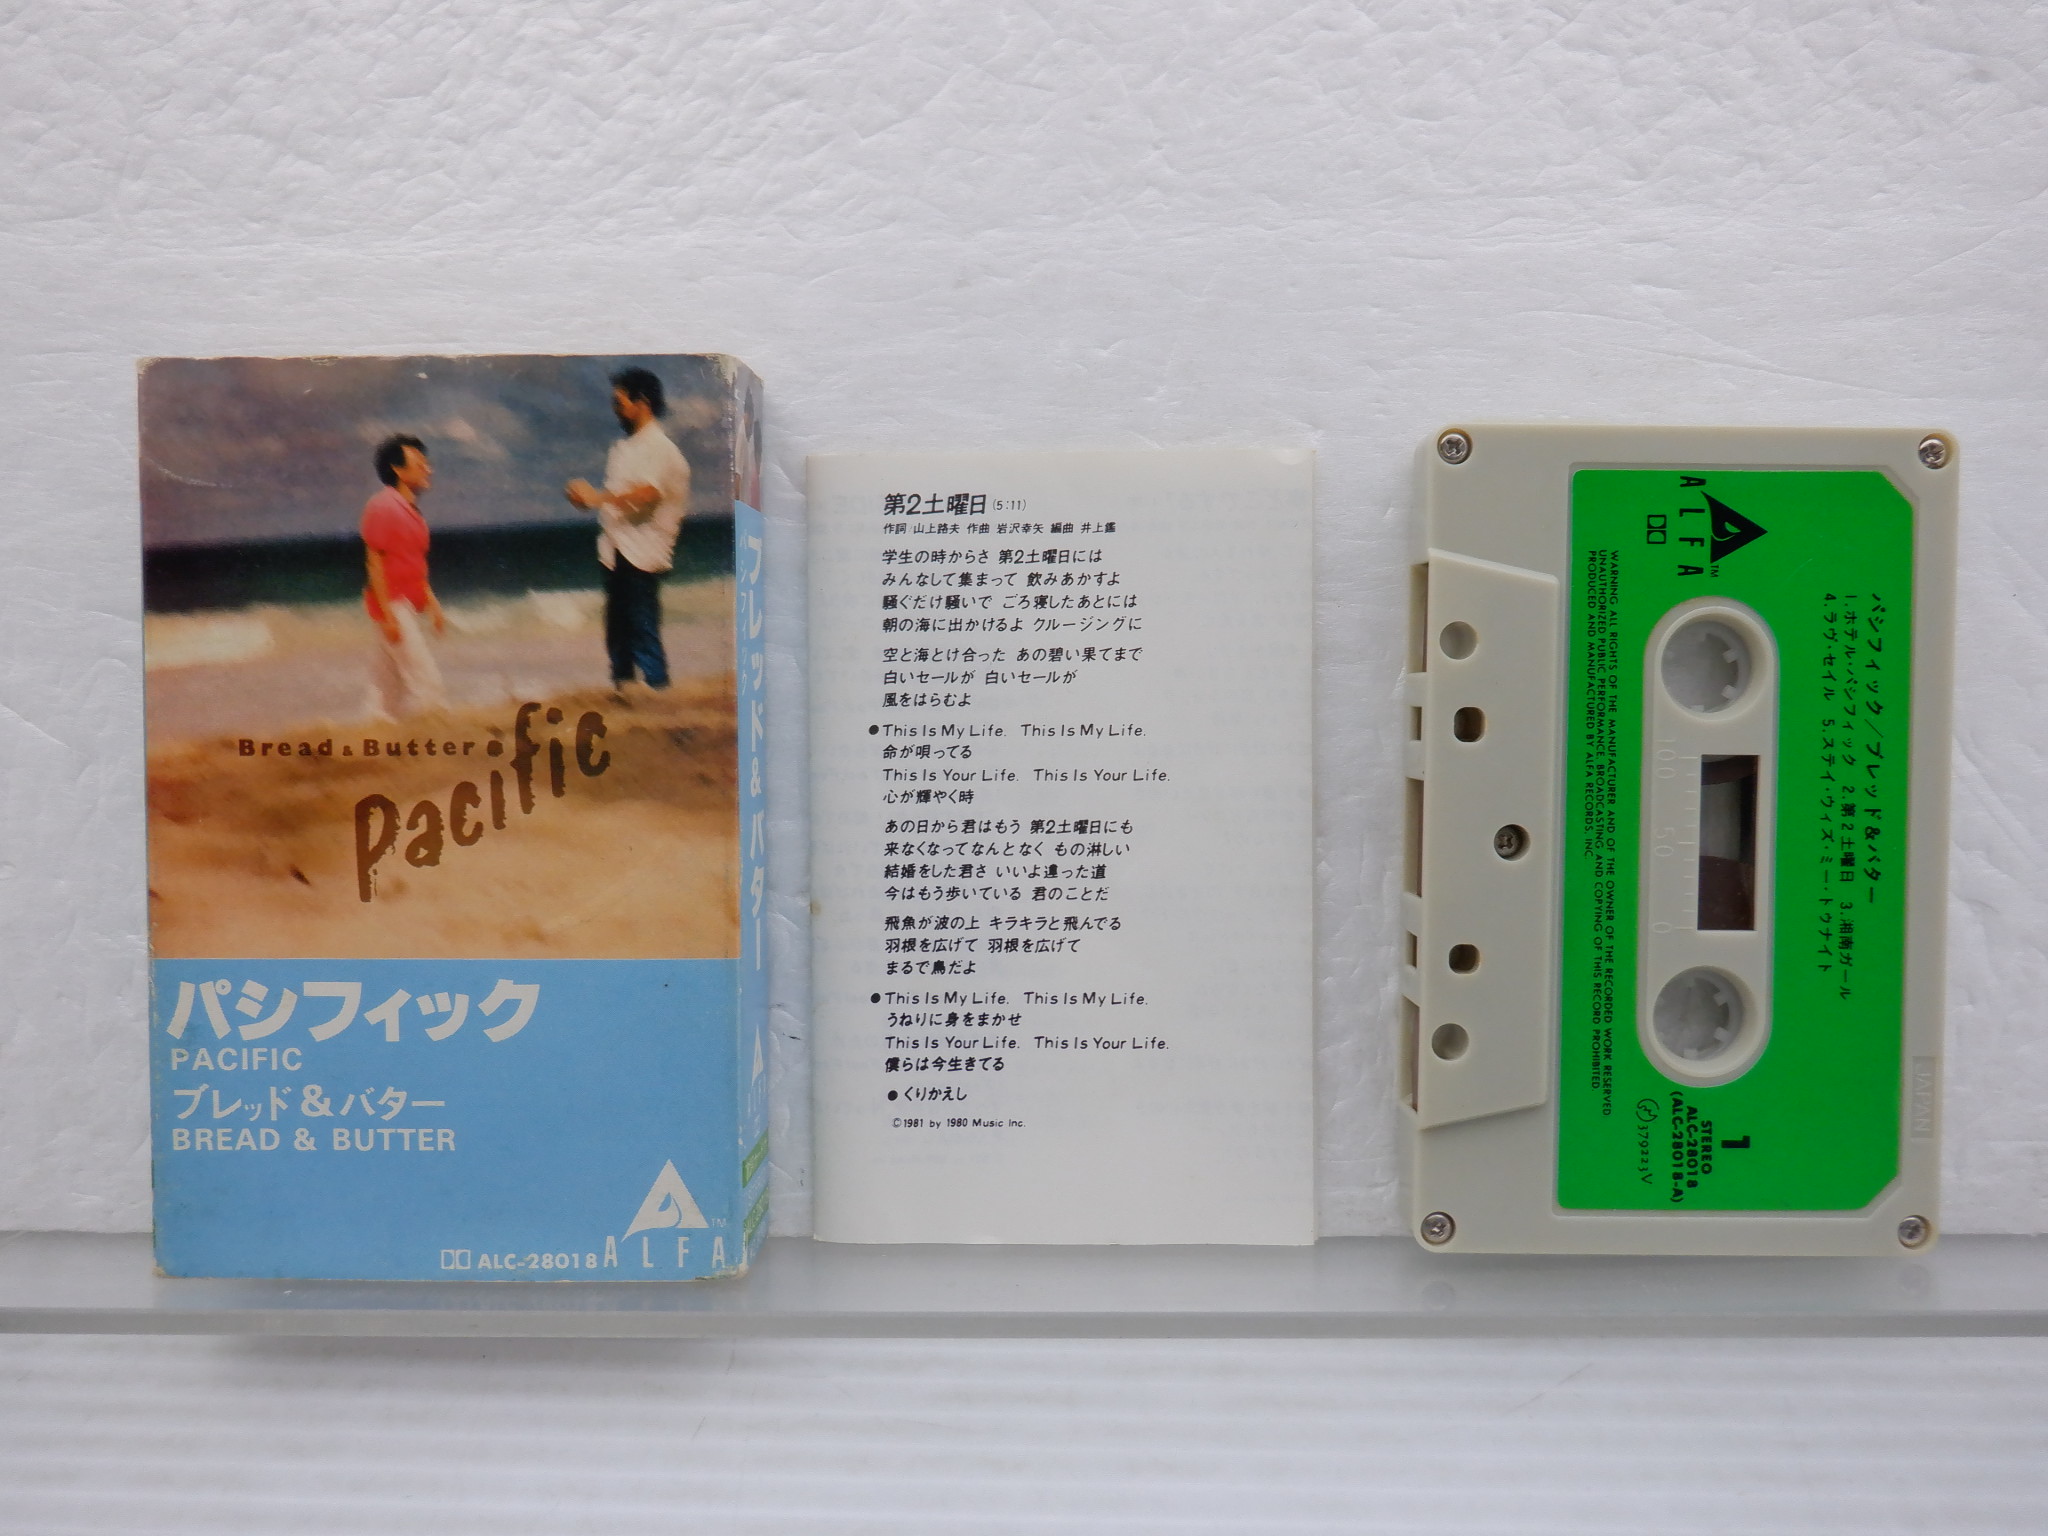 Bread & Butter
Pacific
パシフィック
PACIFIC
ブレッド&バター
BREAD & BUTTER
TM
ALFA
ALC-28018
ブレッド&バター
パシフィック
第2土曜日 (5:11)
作詞/山上路夫 作曲 岩沢幸矢 編曲 井上鑑
学生の時からさ 第2土曜日には
みんなして集まって 飲みあかすよ
騒ぐだけ騒いで ごろ寝したあとには
朝の海に出かけるよ クルージングに
空と海とけ合った あの碧い果てまで
白いセールが 白いセールが
風をはらむよ
●This Is My Life. This Is My Life.
命が唄ってる
This Is Your Life. This Is Your Life.
心が輝やく時
あの日から君はもう 第2土曜日にも
来なくなってなんとなく もの淋しい
結婚をした君さ いいよ違った道
今はもう歩いている 君のことだ
飛魚が波の上 キラキラと飛んでる
羽根を広げて 羽根を広げて
まるで鳥だよ
●This Is My Life. This Is My Life.
うねりに身をまかせ
This Is Your Life. This Is Your Life.
僕らは今生きてる
●くりかえし
©1981 by 1980 Music Inc.
パシフィック/ブレッド&バター
1.ホテル・パシフィック 2.第2土曜日 3.湘南ガール
4.ラヴ・セイル 5.ステイ・ウィズ・ミー・トゥナイト
ALFA
TM
WARNING ALL RIGHTS OF THE MANUFACTURER AND OF THE OWNER OF THE RECORDED WORK RESERVED
UNAUTHORIZED PUBLIC PERFORMANCE, BROADCASTING AND COPYING OF THIS RECORD PROHIBITED
PRODUCED AND MANUFACTURED BY ALFA RECORDS, INC.
100 50 0
1
STEREO
ALC-28018
(ALC-28018-A)
379223V
JAPAN